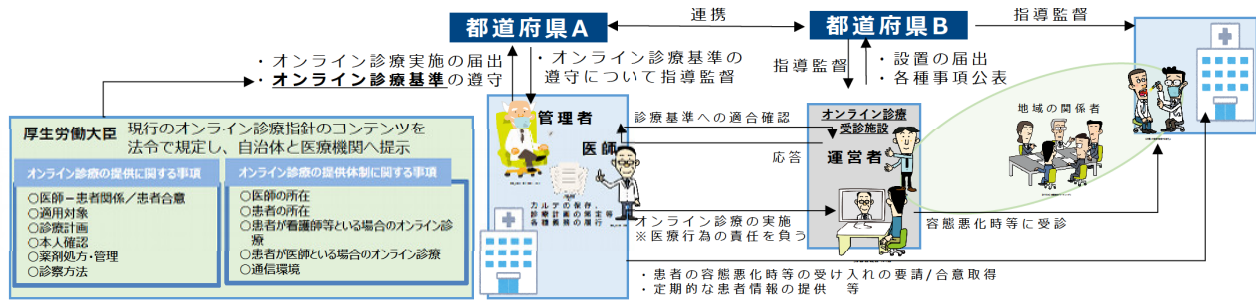 都道府県A
連携
都道府県B
指導監督
・オンライン診療実施の届出
・オンライン診療基準の遵守
・オンライン診療基準の
遵守について指導監督
指導監督
・設置の届出
・各種事項公表
厚生労働大臣
現行のオンライン診療指針のコンテンツを
法令で規定し、自治体と医療機関へ提示
オンライン診療の提供に関する事項
○医師－患者関係／患者合意
○適用対象
○診療計画
○本人確認
○薬剤処方・管理
○診察方法
オンライン診療の提供体制に関する事項
○医師の所在
○患者の所在
○患者が看護師等といる場合のオンライン診
療
○患者が医師といる場合のオンライン診療
○通信環境
管理者
医師
カルテの保存、
診療計画の策定等
各種義務の履行
診療基準への適合確認
応答
オンライン診療の実施
※医療行為の責任を負う
オンライン診療
受診施設
運営者
地域の関係者
容態悪化時等に受診
・患者の容態悪化時等の受け入れの要請/合意取得
・定期的な患者情報の提供　等